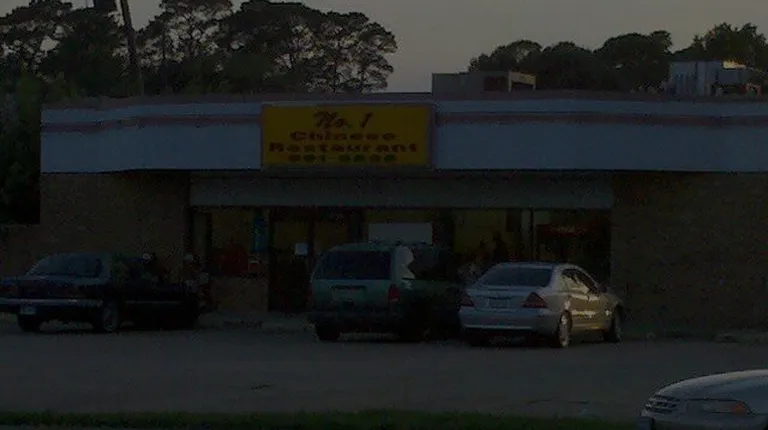 No. 1
Chinese
Restaurant